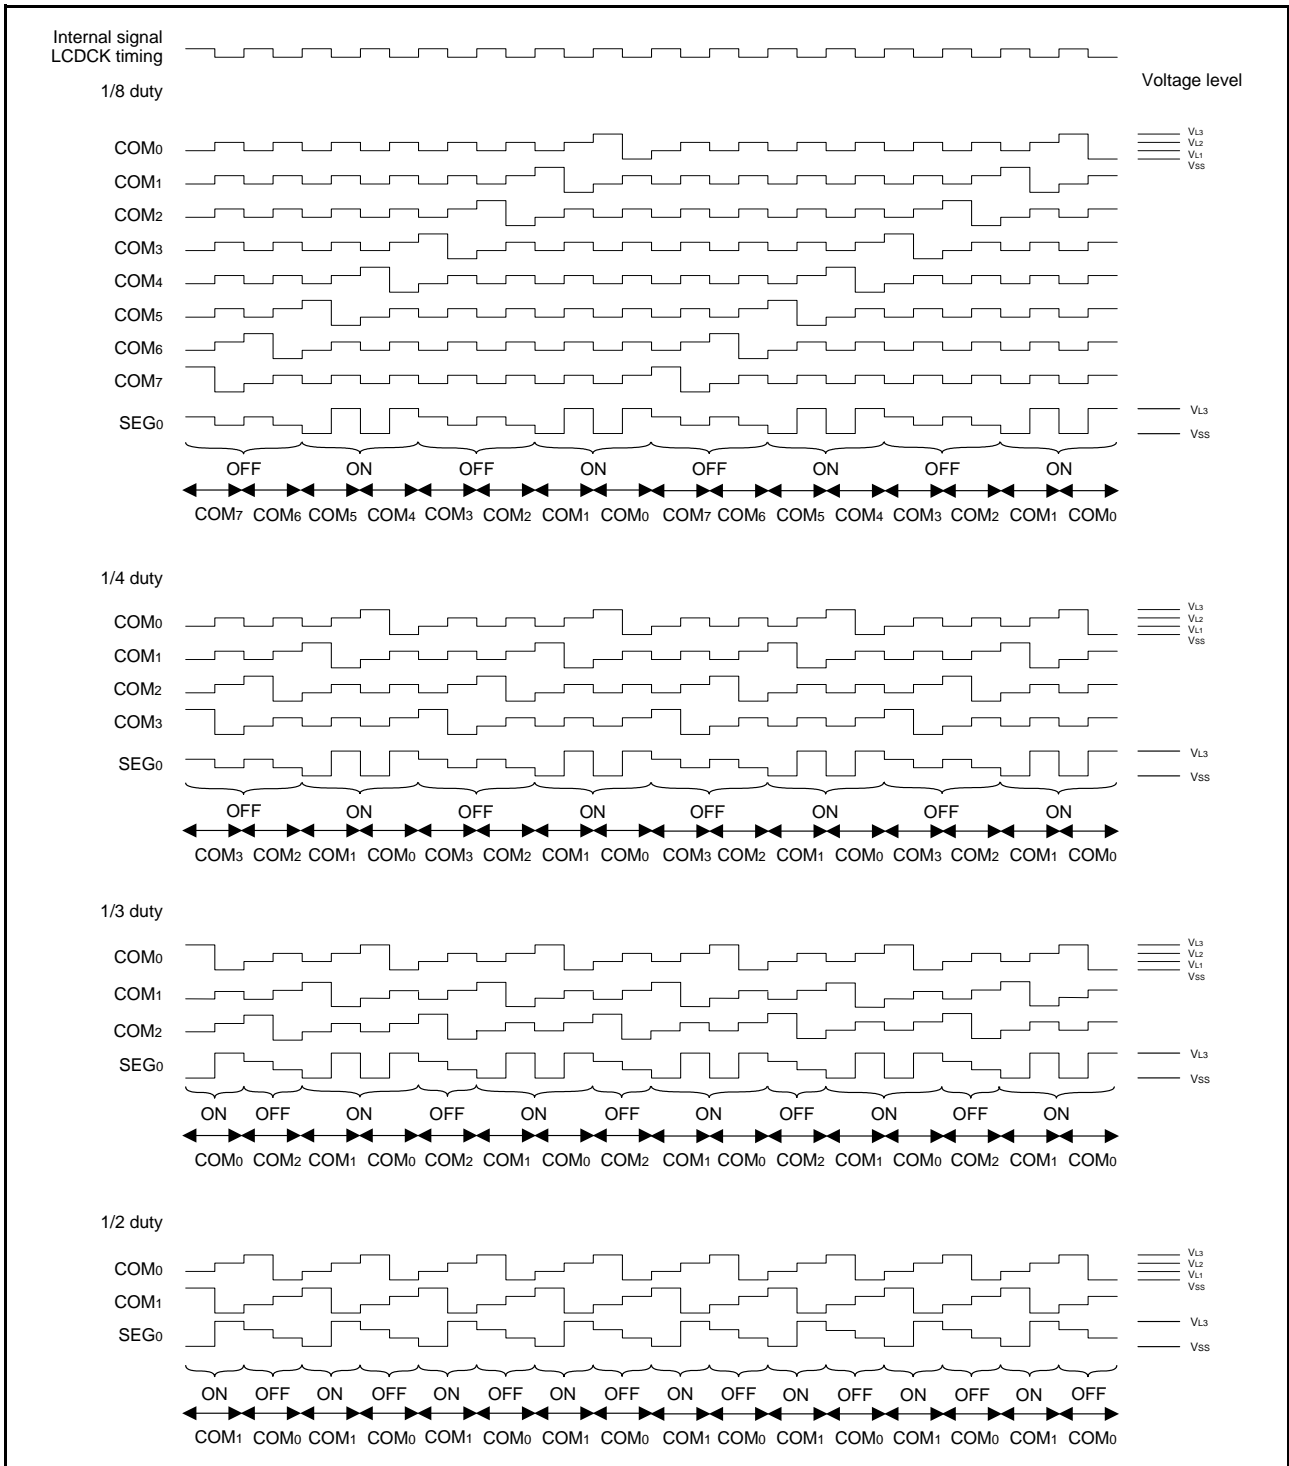 Internal signal
LCDCK timing
Voltage level
1/8 duty
COM0
VL3
VL2
VL1
VSS
COM1
COM2
COM3
COM4
COM5
COM6
COM7
SEG0
VL3
VSS
OFF ON OFF ON OFF ON OFF ON
COM7 COM6 COM5 COM4 COM3 COM2 COM1 COM0 COM7 COM6 COM5 COM4 COM3 COM2 COM1 COM0
1/4 duty
COM0
VL3
VL2
VL1
VSS
COM1
COM2
COM3
SEG0
VL3
VSS
OFF ON OFF ON OFF ON OFF ON
COM3 COM2 COM1 COM0 COM3 COM2 COM1 COM0 COM3 COM2 COM1 COM0 COM3 COM2 COM1 COM0
1/3 duty
COM0
VL3
VL2
VL1
VSS
COM1
COM2
SEG0
VL3
VSS
ON OFF ON OFF ON OFF ON OFF ON OFF ON
COM0 COM2 COM1 COM0 COM2 COM1 COM0 COM2 COM1 COM0 COM2 COM1 COM0 COM2 COM1 COM0
1/2 duty
COM0
VL3
VL2
VL1
VSS
COM1
SEG0
VL3
VSS
ON OFF ON OFF ON OFF ON OFF ON OFF ON OFF ON OFF ON OFF
COM1 COM0 COM1 COM0 COM1 COM0 COM1 COM0 COM1 COM0 COM1 COM0 COM1 COM0 COM1 COM0